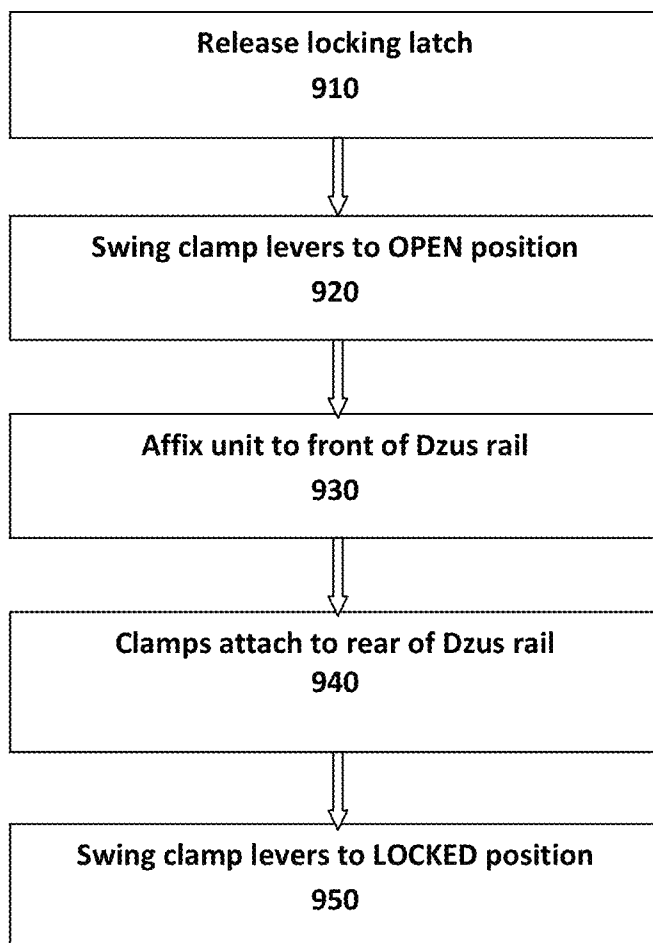 Release locking latch
910
Swing clamp levers to OPEN position
920
Affix unit to front of Dzus rail
930
Clamps attach to rear of Dzus rail
940
Swing clamp levers to LOCKED position
950